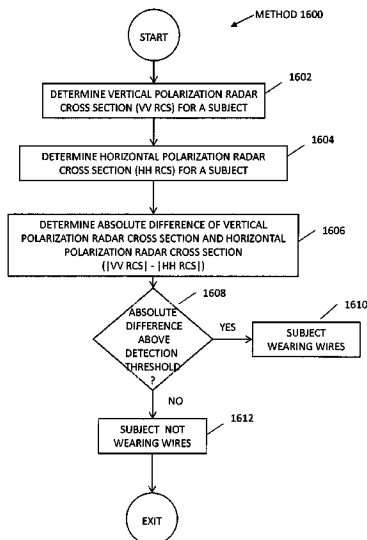 METHOD 1600
START
1602
DETERMINE VERTICAL POLARIZATION RADAR
CROSS SECTION (VV RCS) FOR A SUBJECT
1604
DETERMINE HORIZONTAL POLARIZATION RADAR
CROSS SECTION (HH RCS) FOR A SUBJECT
DETERMINE ABSOLUTE DIFFERENCE OF VERTICAL
POLARIZATION RADAR CROSS SECTION AND HORIZONTAL
POLARIZATION RADAR CROSS SECTION
(|VV RCS| - |HH RCS|)
1606
1608
ABSOLUTE
DIFFERENCE
ABOVE
DETECTION
THRESHOLD
?
YES
1610
SUBJECT
WEARING WIRES
NO
1612
SUBJECT NOT
WEARING WIRES
EXIT